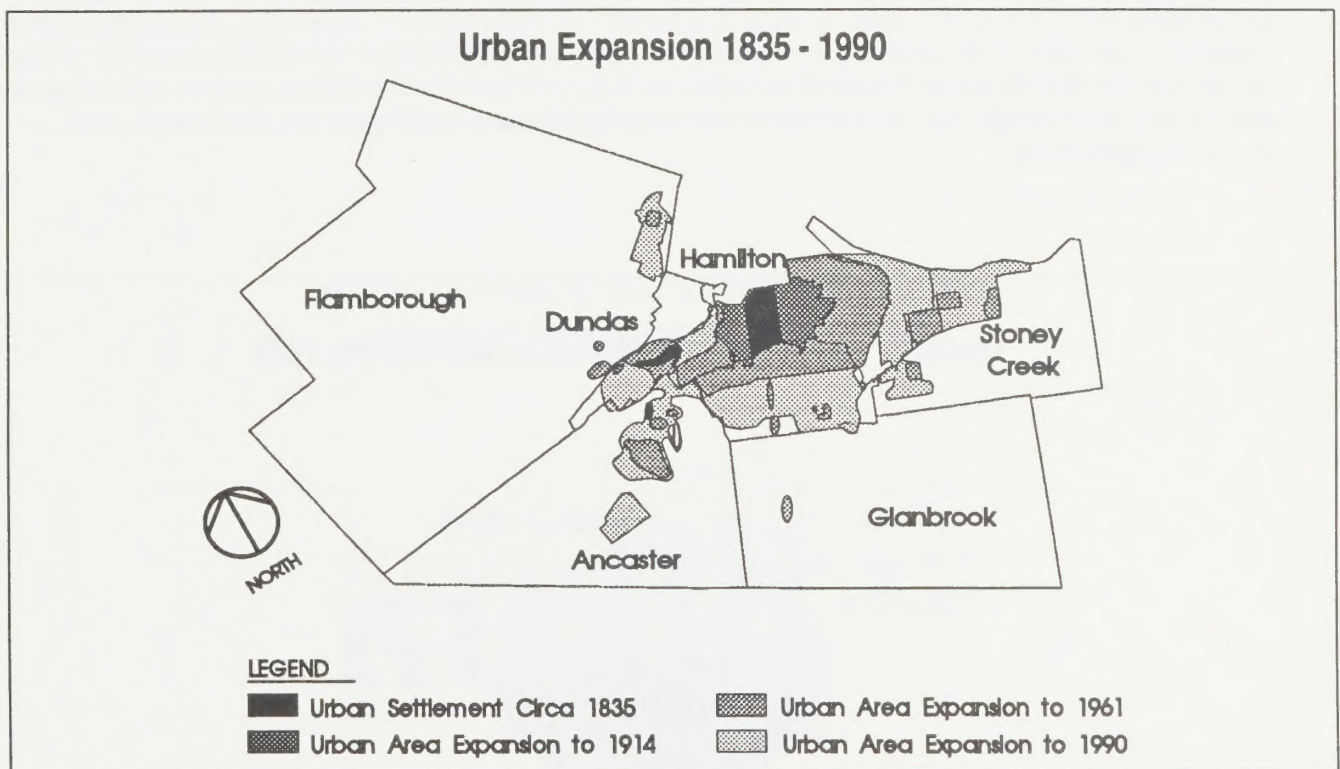 Urban Expansion 1835 - 1990
Hamilton
Flamborough
Dundas
Stoney
Creek
Glanbrook
Ancaster
NORTH
LEGEND
Urban Settlement Circa 1835
Urban Area Expansion to 1961
Urban Area Expansion to 1914
Urban Area Expansion to 1990